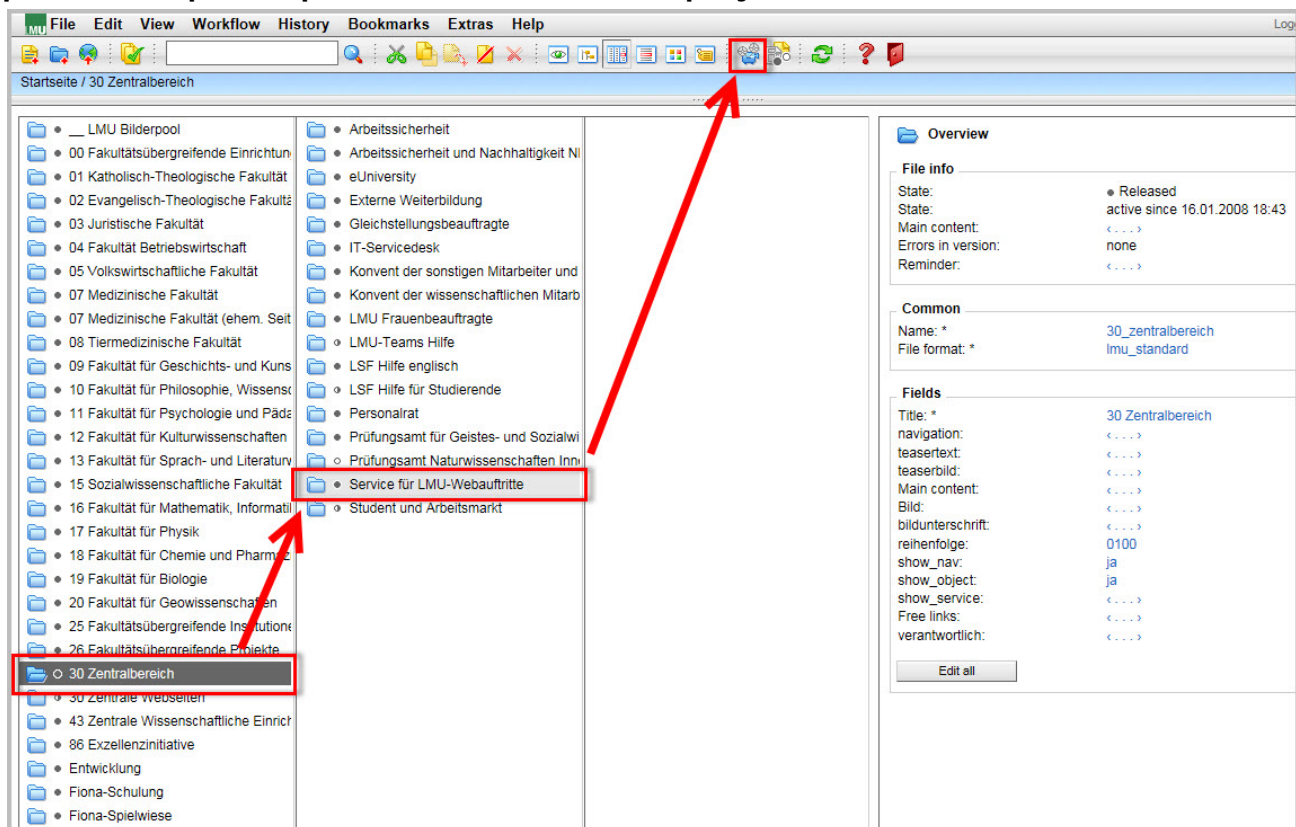 LMU File Edit View Workflow History Bookmarks Extras Help
Startseite / 30 Zentralbereich
__ LMU Bilderpool
00 Fakultätsübergreifende Einrichtun
01 Katholisch-Theologische Fakultät
02 Evangelisch-Theologische Fakultä
03 Juristische Fakultät
04 Fakultät Betriebswirtschaft
05 Volkswirtschaftliche Fakultät
07 Medizinische Fakultät
07 Medizinische Fakultät (ehem. Seit
08 Tiermedizinische Fakultät
09 Fakultät für Geschichts- und Kuns
10 Fakultät für Philosophie, Wissensc
11 Fakultät für Psychologie und Päda
12 Fakultät für Kulturwissenschaften
13 Fakultät für Sprach- und Literaturw
15 Sozialwissenschaftliche Fakultät
16 Fakultät für Mathematik, Informati
17 Fakultät für Physik
18 Fakultät für Chemie und Pharmaz
19 Fakultät für Biologie
20 Fakultät für Geowissenschaften
25 Fakultätsübergreifende Institutione
26 Fakultätsübergreifende Projekte
30 Zentralbereich
30 Zentrale Webseiten
43 Zentrale Wissenschaftliche Einrich
86 Exzellenzinitiative
Entwicklung
Fiona-Schulung
Fiona-Spielwiese
Arbeitssicherheit
Arbeitssicherheit und Nachhaltigkeit
eUniversity
Externe Weiterbildung
Gleichstellungsbeauftragte
IT-Servicedesk
Konvent der sonstigen Mitarbeiter und
Konvent der wissenschaftlichen Mitarb
LMU Frauenbeauftragte
LMU-Teams Hilfe
LSF Hilfe englisch
LSF Hilfe für Studierende
Personalrat
Prüfungsamt für Geistes- und Sozialwi
Prüfungsamt Naturwissenschaften Inn
Service für LMU-Webauftritte
Student und Arbeitsmarkt
Overview
File info
State: Released
State: active since 16.01.2008 18:43
Main content: ‹ . . . ›
Errors in version: none
Reminder: ‹ . . . ›
Common
Name: * 30_zentralbereich
File format: * lmu_standard
Fields
Title: * 30 Zentralbereich
navigation: ‹ . . . ›
teasertext: ‹ . . . ›
teaserbild: ‹ . . . ›
Main content: ‹ . . . ›
Bild: ‹ . . . ›
bildunterschrift: ‹ . . . ›
reihenfolge: 0100
show_nav: ja
show_object: ja
show_service: ‹ . . . ›
Free links: ‹ . . . ›
verantwortlich: ‹ . . . ›
Edit all